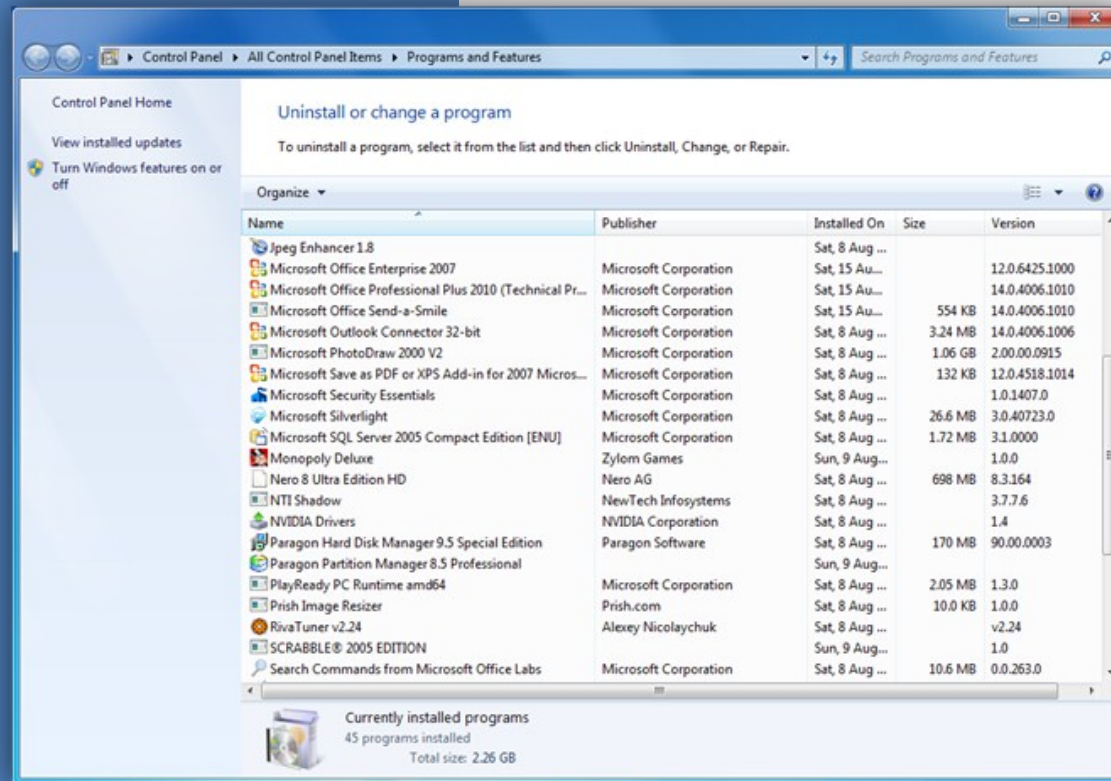 Control Panel ▸ All Control Panel Items ▸ Programs and Features
Search Programs and Features
Control Panel Home
View installed updates
Turn Windows features on or
off
Uninstall or change a program
To uninstall a program, select it from the list and then click Uninstall, Change, or Repair.
Organize
Name Publisher Installed On Size Version
Jpeg Enhancer 1.8 Sat, 8 Aug ...
Microsoft Office Enterprise 2007 Microsoft Corporation Sat, 15 Au... 12.0.6425.1000
Microsoft Office Professional Plus 2010 (Technical Pr... Microsoft Corporation Sat, 15 Au... 14.0.4006.1010
Microsoft Office Send-a-Smile Microsoft Corporation Sat, 15 Au... 554 KB 14.0.4006.1010
Microsoft Outlook Connector 32-bit Microsoft Corporation Sat, 8 Aug ... 3.24 MB 14.0.4006.1006
Microsoft PhotoDraw 2000 V2 Microsoft Corporation Sat, 8 Aug ... 1.06 GB 2.00.00.0915
Microsoft Save as PDF or XPS Add-in for 2007 Micros... Microsoft Corporation Sat, 8 Aug ... 132 KB 12.0.4518.1014
Microsoft Security Essentials Microsoft Corporation Sat, 8 Aug ... 1.0.1407.0
Microsoft Silverlight Microsoft Corporation Sat, 8 Aug ... 26.6 MB 3.0.40723.0
Microsoft SQL Server 2005 Compact Edition [ENU] Microsoft Corporation Sat, 8 Aug ... 1.72 MB 3.1.0000
Monopoly Deluxe Zylom Games Sun, 9 Aug... 1.0.0
Nero 8 Ultra Edition HD Nero AG Sat, 8 Aug ... 698 MB 8.3.164
NTI Shadow NewTech Infosystems Sat, 8 Aug ... 3.7.7.6
NVIDIA Drivers NVIDIA Corporation Sat, 8 Aug ... 1.4
Paragon Hard Disk Manager 9.5 Special Edition Paragon Software Sat, 8 Aug ... 170 MB 90.00.0003
Paragon Partition Manager 8.5 Professional Sun, 9 Aug...
PlayReady PC Runtime amd64 Microsoft Corporation Sat, 8 Aug ... 2.05 MB 1.3.0
Prish Image Resizer Prish.com Sat, 8 Aug ... 10.0 KB 1.0.0
RivaTuner v2.24 Alexey Nicolaychuk Sat, 8 Aug ... v2.24
SCRABBLE® 2005 EDITION Sun, 9 Aug... 1.0
Search Commands from Microsoft Office Labs Microsoft Corporation Sat, 8 Aug ... 10.6 MB 0.0.263.0
Currently installed programs
45 programs installed
Total size: 2.26 GB